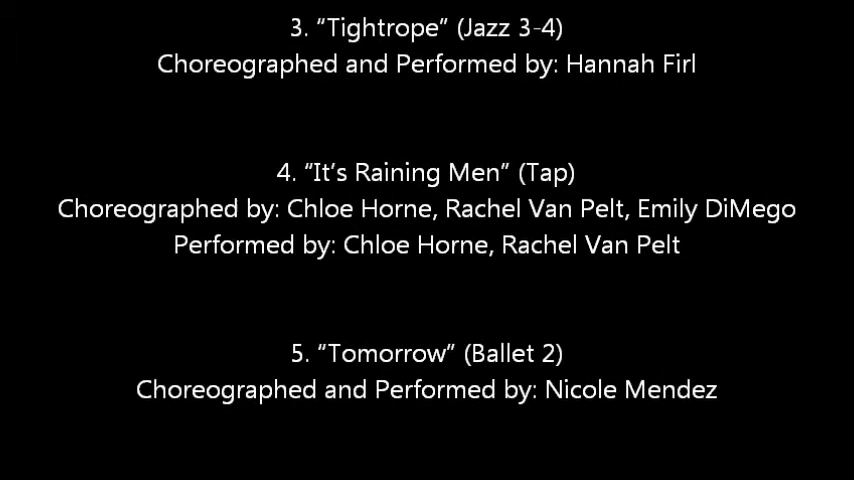 3. “Tightrope” (Jazz 3-4)
Choreographed and Performed by: Hannah Firl
4. “It’s Raining Men” (Tap)
Choreographed by: Chloe Horne, Rachel Van Pelt, Emily DiMego
Performed by: Chloe Horne, Rachel Van Pelt
5. “Tomorrow” (Ballet 2)
Choreographed and Performed by: Nicole Mendez